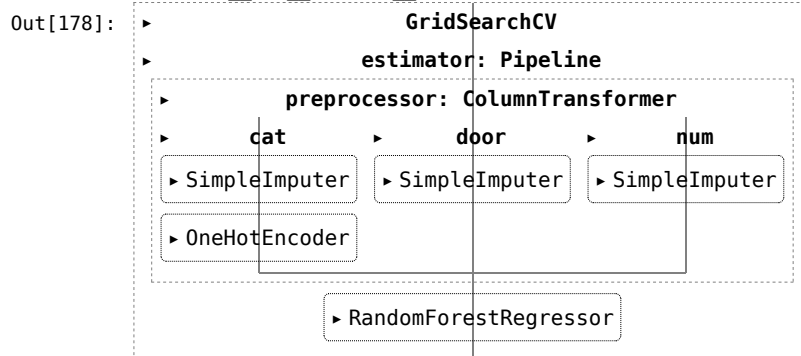 Out[178]: ▸ GridSearchCV
▸ estimator: Pipeline
▸ preprocessor: ColumnTransformer
▸ cat ▸ door ▸ num
▸ SimpleImputer ▸ SimpleImputer ▸ SimpleImputer
▸ OneHotEncoder
▸ RandomForestRegressor